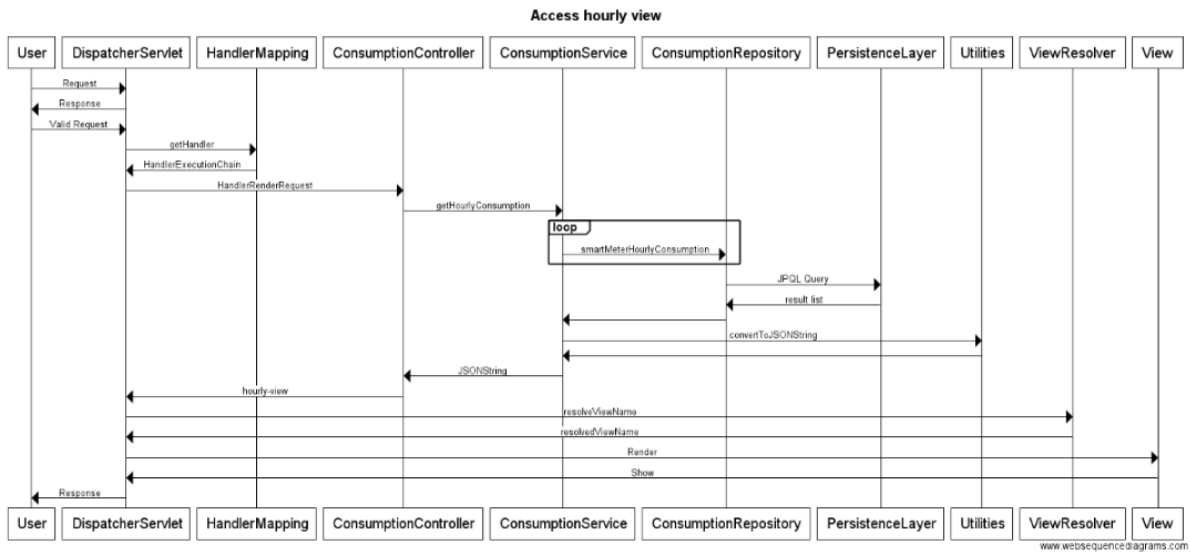 Access hourly view
User DispatcherServlet HandlerMapping ConsumptionController ConsumptionService ConsumptionRepository PersistenceLayer Utilities ViewResolver View
Request
Response
Valid Request
getHandler
HandlerExecutionChain
HandlerRenderRequest
getHourlyConsumption
loop
smartMeterHourlyConsumption
JPQL Query
result list
convertToJSONString
JSONString
hourly-view
resolveViewName
resolvedViewName
Render
Show
Response
User DispatcherServlet HandlerMapping ConsumptionController ConsumptionService ConsumptionRepository PersistenceLayer Utilities ViewResolver View
www.websequencediagrams.com